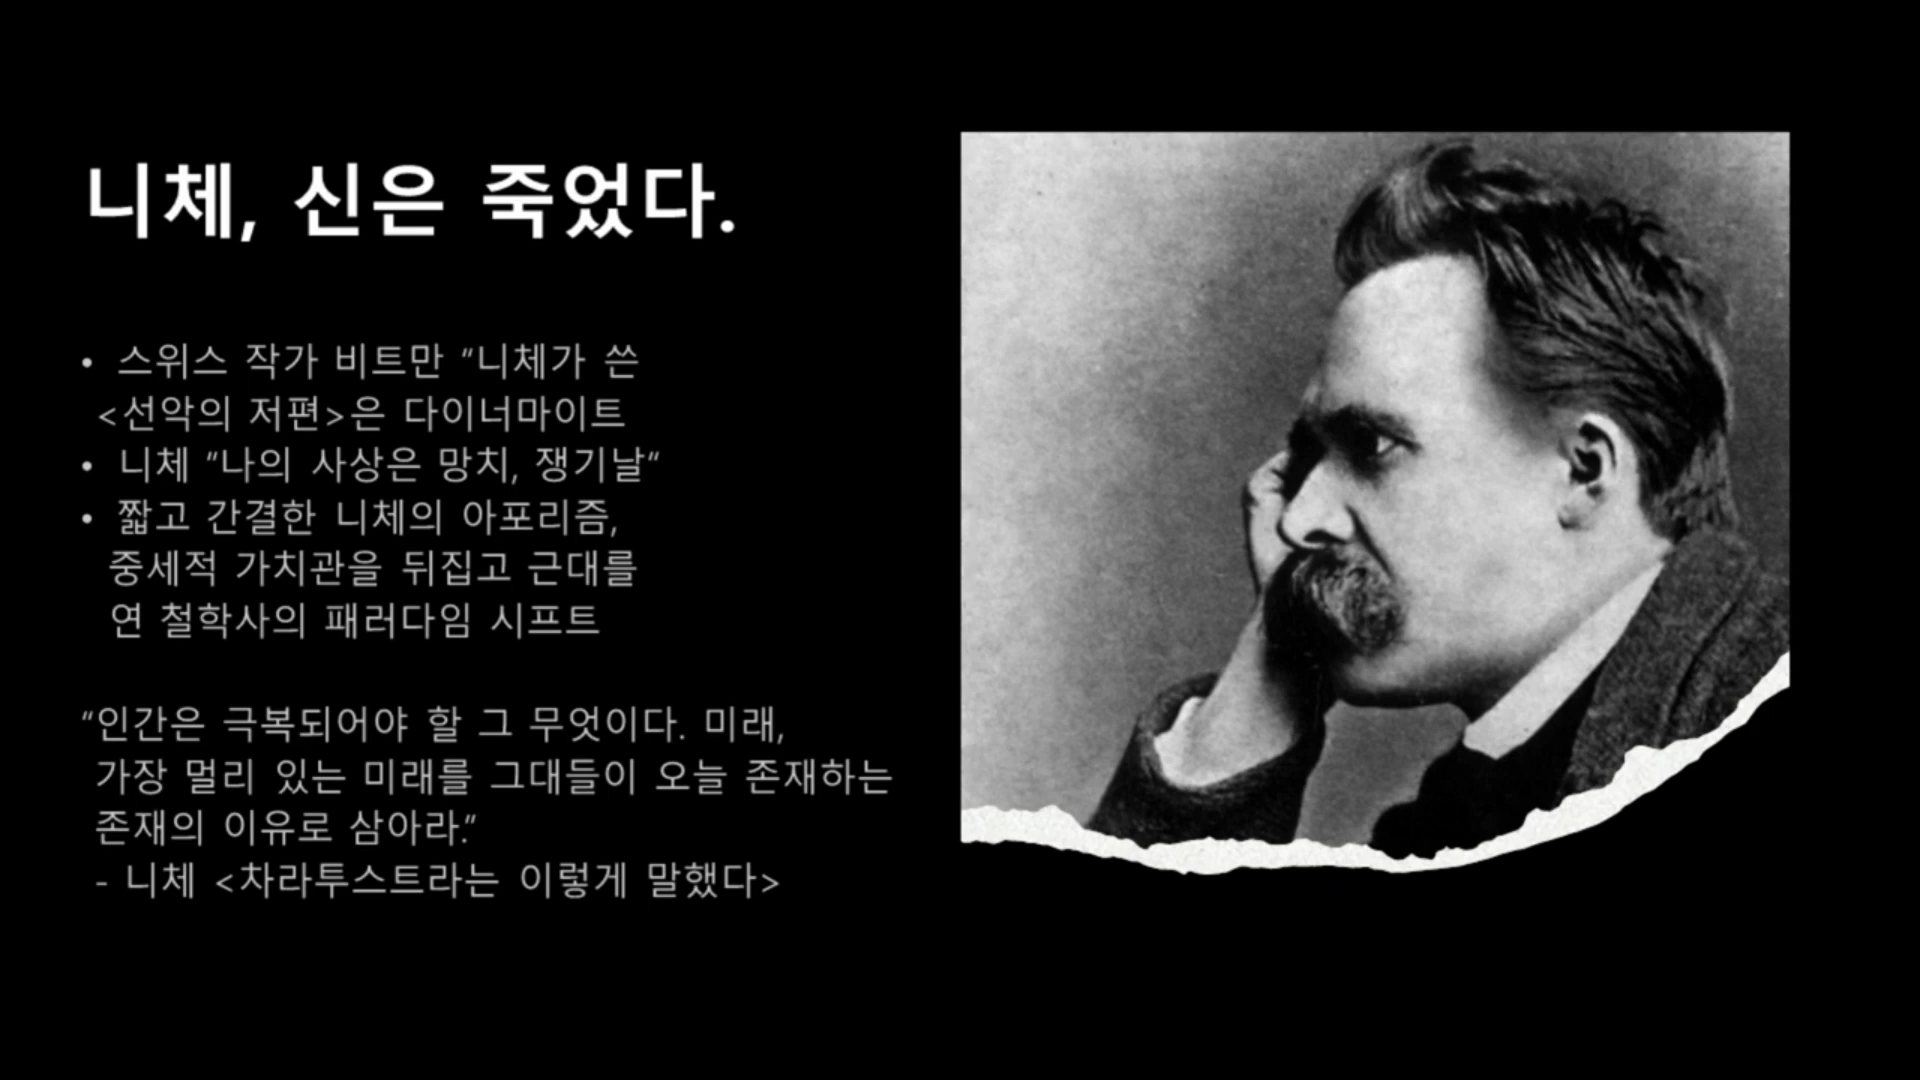 니체, 신은 죽었다.
• 스위스 작가 비트만 “니체가 쓴
<선악의 저편>은 다이너마이트
• 니체 “나의 사상은 망치, 쟁기날“
• 짧고 간결한 니체의 아포리즘,
중세적 가치관을 뒤집고 근대를
연 철학사의 패러다임 시프트
“인간은 극복되어야 할 그 무엇이다. 미래,
가장 멀리 있는 미래를 그대들이 오늘 존재하는
존재의 이유로 삼아라.”
- 니체 <차라투스트라는 이렇게 말했다>